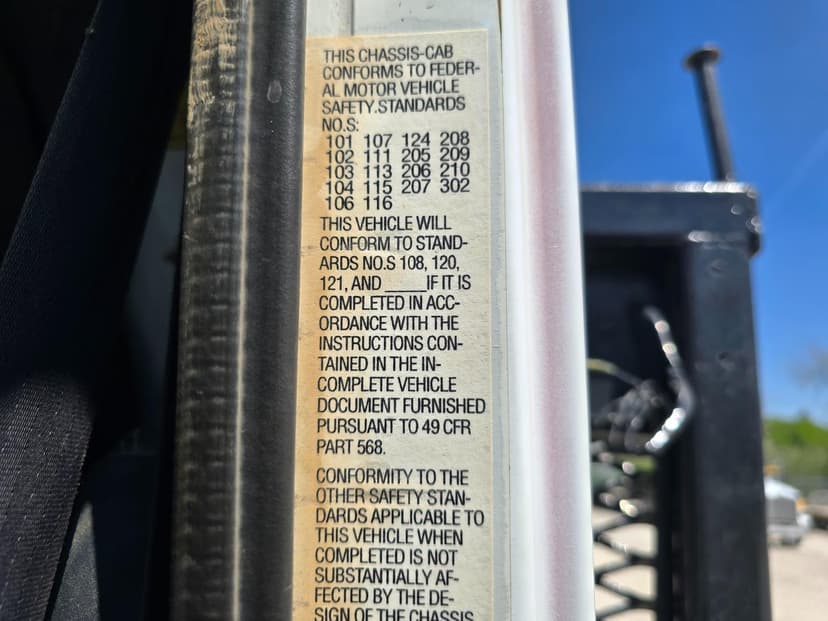 THIS CHASSIS-CAB
CONFORMS TO FEDER-
AL MOTOR VEHICLE
SAFETY.STANDARDS
NO.S:
101 107 124 208
102 111 205 209
103 113 206 210
104 115 207 302
106 116
THIS VEHICLE WILL
CONFORM TO STAND-
ARDS NO.S 108, 120,
121, AND ____IF IT IS
COMPLETED IN ACC-
ORDANCE WITH THE
INSTRUCTIONS CON-
TAINED IN THE IN-
COMPLETE VEHICLE
DOCUMENT FURNISHED
PURSUANT TO 49 CFR
PART 568.
CONFORMITY TO THE
OTHER SAFETY STAN-
DARDS APPLICABLE TO
THIS VEHICLE WHEN
COMPLETED IS NOT
SUBSTANTIALLY AF-
FECTED BY THE DE-
SIGN OF THE CHASSIS